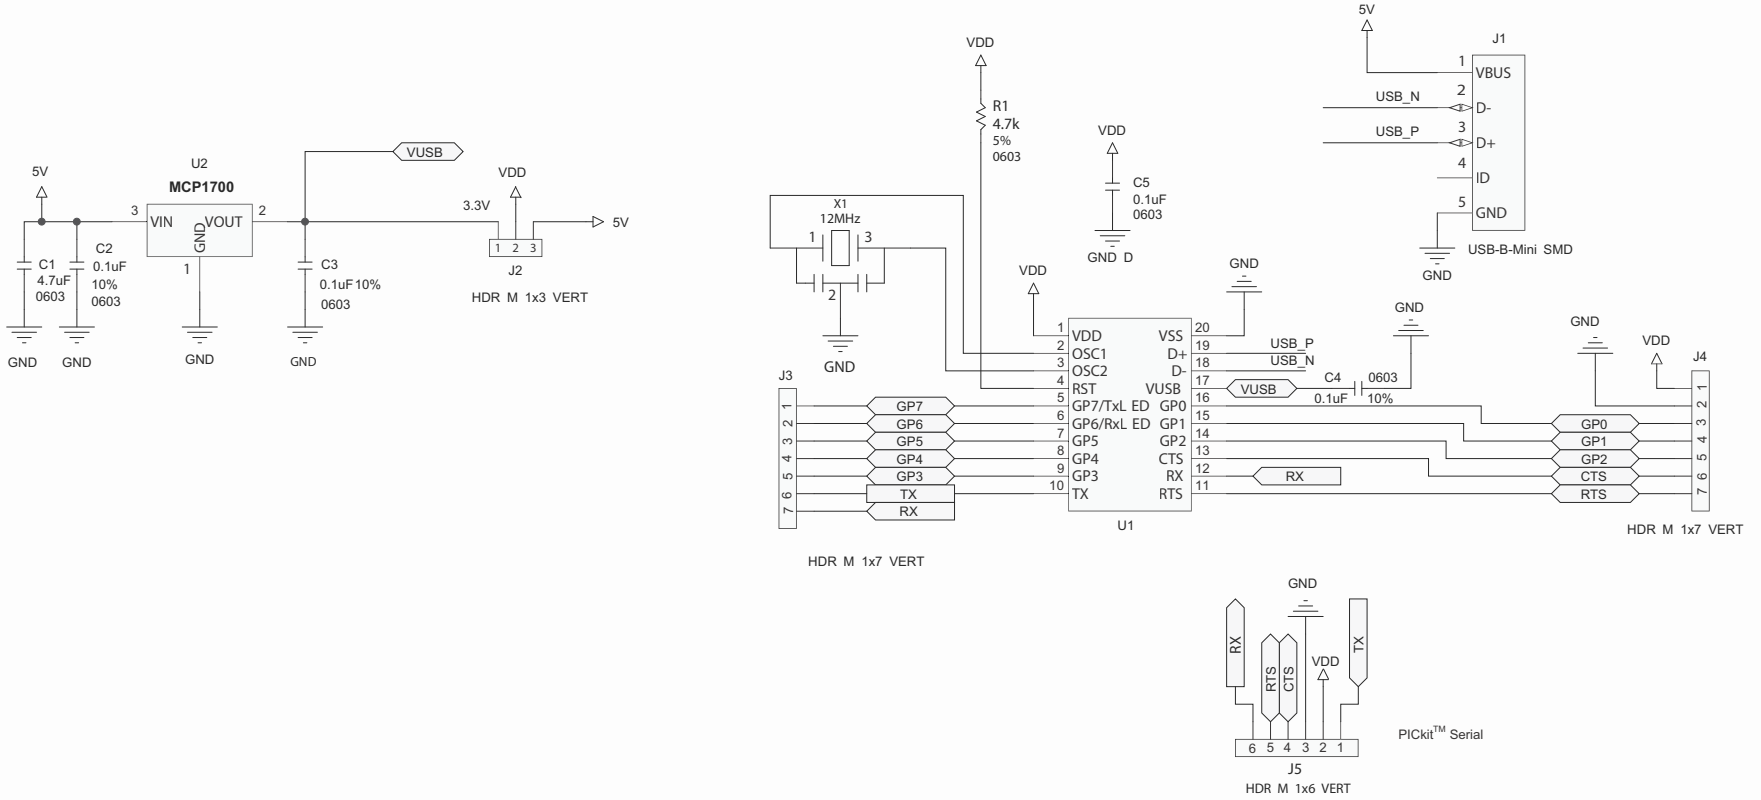 5V
U2
MCP1700
3 VIN VOUT 2
GND
1
C1
4.7uF
0603
C2
0.1uF
10%
0603
GND
GND
GND
VUSB
C3
0.1uF 10%
0603
GND
3.3V
VDD
5V
1 2 3
J2
HDR M 1x3 VERT
VDD
R1
4.7k
5%
0603
X1
12MHz
1 3
2
GND
VDD
C5
0.1uF
0603
GND D
5V
J1
1 VBUS
USB_N 2 D-
USB_P 3 D+
4 ID
5 GND
GND
USB-B-Mini SMD
VDD
GND
1 VDD VSS 20
2 OSC1 D+ 19 USB_P
3 OSC2 D- 18 USB_N
4 RST VUSB 17 VUSB
5 GP7/TxL ED GP0 16
6 GP6/RxL ED GP1 15
7 GP5 GP2 14
8 GP4 CTS 13
9 GP3 RX 12 RX
10 TX RTS 11
U1
C4 0603
0.1uF 10%
GND
J3
1 GP7
2 GP6
3 GP5
4 GP4
5 GP3
6 TX
7 RX
HDR M 1x7 VERT
GND
VDD
J4
1
2
GP0 3
GP1 4
GP2 5
CTS 6
RTS 7
HDR M 1x7 VERT
GND
RX
RTS
CTS
VDD
TX
6 5 4 3 2 1
J5
HDR M 1x6 VERT
PICkit™ Serial